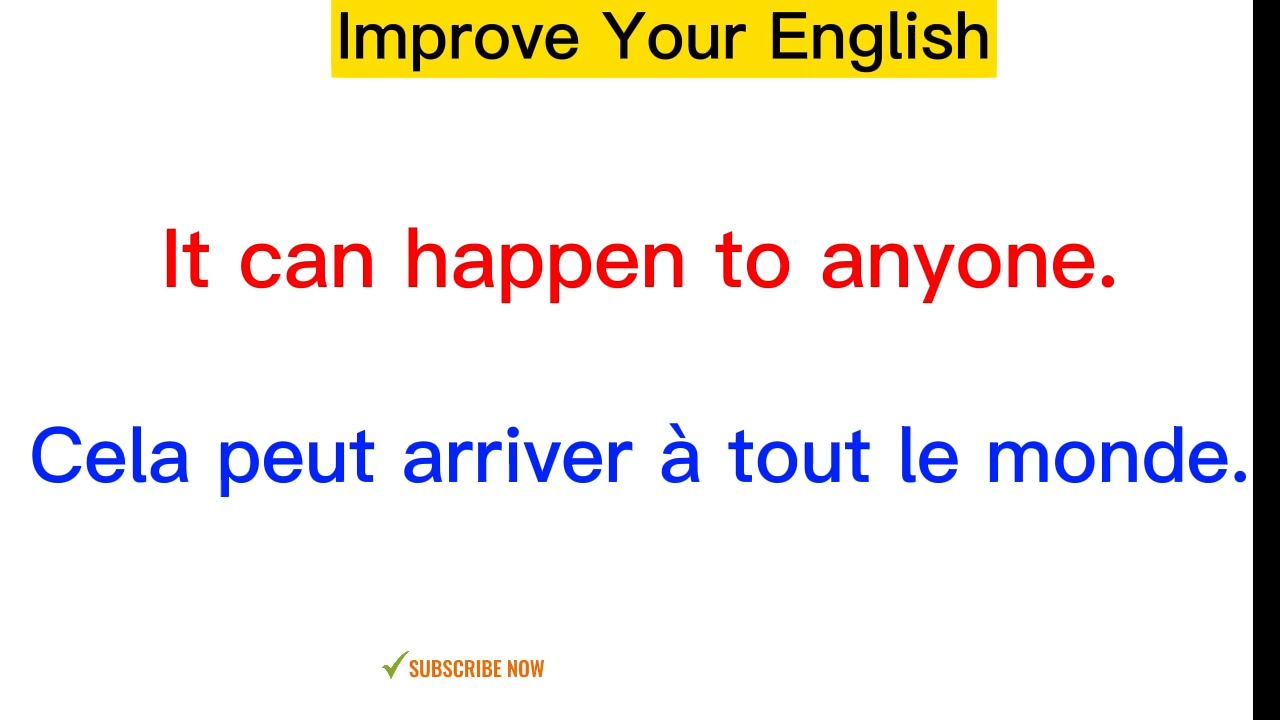 Improve Your English
It can happen to anyone.
Cela peut arriver à tout le monde.
SUBSCRIBE NOW